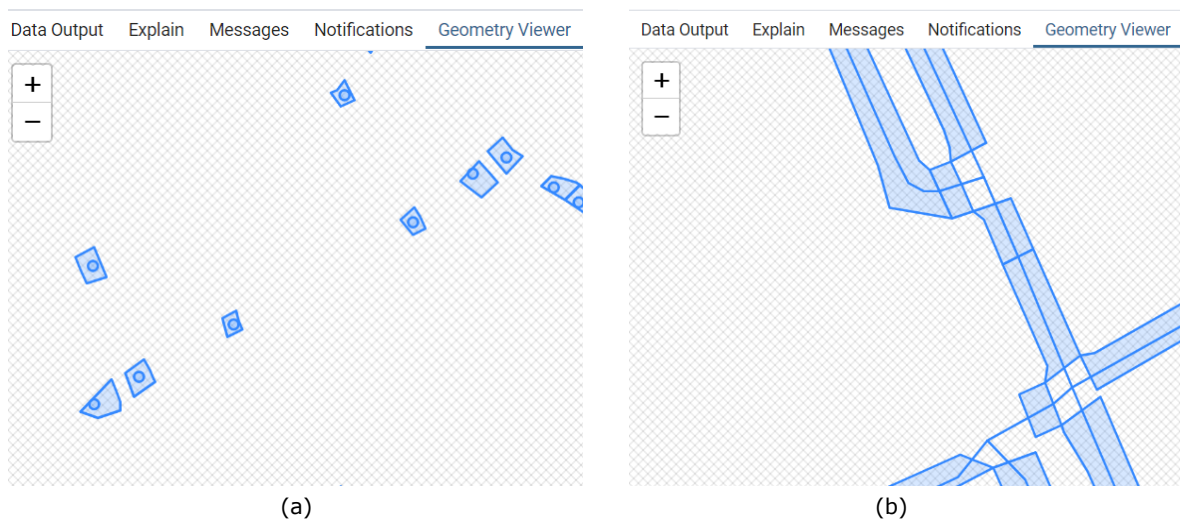 Data Output Explain Messages Notifications Geometry Viewer
+
−
(a)
Data Output Explain Messages Notifications Geometry Viewer
+
−
(b)